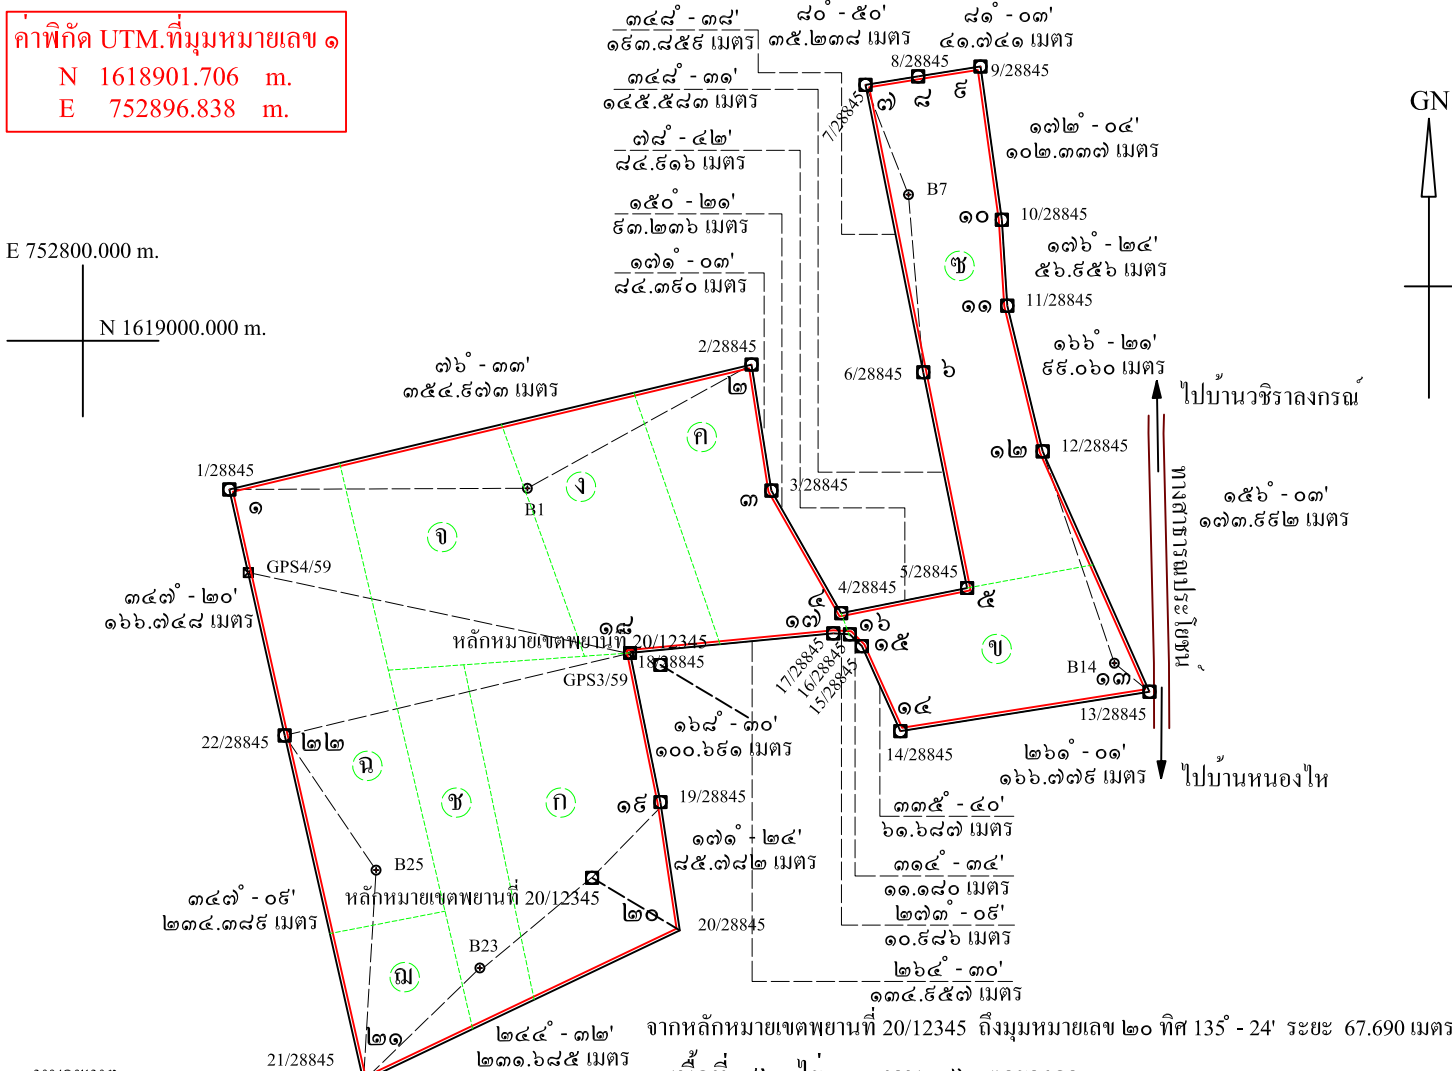 ค่าพิกัด UTM.ที่มุมหมายเลข ๑
N 1618901.706 m.
E 752896.838 m.
๓๔๘° - ๓๘'
๑๙๓.๘๕๙ เมตร
๘๐° - ๕๐'
๓๕.๒๓๘ เมตร
๘๑° - ๐๓'
๔๑.๗๔๑ เมตร
8/28845
9/28845
7/28845
๗
๘
๙
GN
๓๔๘° - ๓๑'
๑๔๕.๕๘๓ เมตร
๗๘° - ๔๒'
๘๔.๙๑๖ เมตร
๑๕๐° - ๒๑'
๙๓.๒๓๖ เมตร
๑๗๑° - ๐๓'
๘๔.๓๙๐ เมตร
๑๗๒° - ๐๔'
๑๐๒.๓๓๗ เมตร
B7
๑๐
10/28845
๑๗๖° - ๒๔'
๕๖.๙๕๖ เมตร
ซ
E 752800.000 m.
N 1619000.000 m.
๑๑
11/28845
๑๖๖° - ๒๑'
๙๙.๐๖๐ เมตร
2/28845
๒
๗๖° - ๓๓'
๓๕๔.๙๗๓ เมตร
6/28845
๖
ไปบ้านวชิราลงกรณ์
๑๒
12/28845
ค
ง
จ
1/28845
๑
B1
๓
3/28845
๑๕๖° - ๐๓'
๑๗๓.๙๙๒ เมตร
ทางสาธารณประโยชน์
GPS4/59
๓๔๗° - ๒๐'
๑๖๖.๗๔๘ เมตร
4/28845
๔
5/28845
๕
๑๘
หลักหมายเขตพยานที่ 20/12345
18/28845
GPS3/59
๑๗
๑๖
๑๕
17/28845
16/28845
15/28845
ข
B14
๑๓
13/28845
๑๔
14/28845
22/28845
๒๒
๑๖๘° - ๓๐'
๑๐๐.๖๙๑ เมตร
๒๖๑° - ๐๑'
๑๖๖.๗๗๙ เมตร
ไปบ้านหนองไห
ฉ
ช
ก
๑๙
19/28845
๓๓๕° - ๔๐'
๖๑.๖๘๗ เมตร
๑๗๑° - ๒๔'
๘๕.๗๘๒ เมตร
๓๑๔° - ๓๔'
๑๑.๑๘๐ เมตร
B25
หลักหมายเขตพยานที่ 20/12345
๓๔๗° - ๐๙'
๒๓๔.๓๘๙ เมตร
๒๐
20/28845
๒๗๓° - ๐๙'
๑๐.๙๘๖ เมตร
B23
ฌ
๒๖๔° - ๓๐'
๑๓๔.๙๕๗ เมตร
๒๑
21/28845
๒๔๔° - ๓๒'
๒๓๑.๖๘๕ เมตร
จากหลักหมายเขตพยานที่ 20/12345 ถึงมุมหมายเลข ๒๐ ทิศ 135° - 24' ระยะ 67.690 เมตร